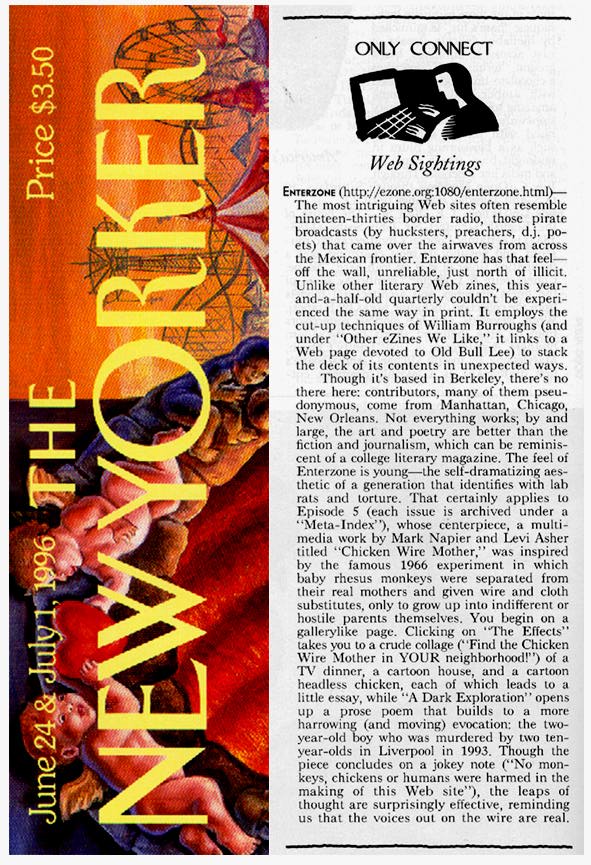 June 24 & July 1, 1996
THE
Price $3.50
NEW YORKER
ONLY CONNECT
Web Sightings
ENTERZONE (http://ezone.org:1080/enterzone.html)—
The most intriguing Web sites often resemble
nineteen-thirties border radio, those pirate
broadcasts (by hucksters, preachers, d.j. po-
ets) that came over the airwaves from across
the Mexican frontier. Enterzone has that feel—
off the wall, unreliable, just north of illicit.
Unlike other literary Web zines, this year-
and-a-half-old quarterly couldn't be experi-
enced the same way in print. It employs the
cut-up techniques of William Burroughs (and
under "Other eZines We Like," it links to a
Web page devoted to Old Bull Lee) to stack
the deck of its contents in unexpected ways.
Though it's based in Berkeley, there's no
there here: contributors, many of them pseu-
donymous, come from Manhattan, Chicago,
New Orleans. Not everything works; by and
large, the art and poetry are better than the
fiction and journalism, which can be reminis-
cent of a college literary magazine. The feel of
Enterzone is young—the self-dramatizing aes-
thetic of a generation that identifies with lab
rats and torture. That certainly applies to
Episode 5 (each issue is archived under a
"Meta-Index"), whose centerpiece, a multi-
media work by Mark Napier and Levi Asher
titled "Chicken Wire Mother," was inspired
by the famous 1966 experiment in which
baby rhesus monkeys were separated from
their real mothers and given wire and cloth
substitutes, only to grow up into indifferent or
hostile parents themselves. You begin on a
gallerylike page. Clicking on "The Effects"
takes you to a crude collage ("Find the Chicken
Wire Mother in YOUR neighborhood!") of a
TV dinner, a cartoon house, and a cartoon
headless chicken, each of which leads to a
little essay, while "A Dark Exploration" opens
up a prose poem that builds to a more
harrowing (and moving) evocation: the two-
year-old boy who was murdered by two ten-
year-olds in Liverpool in 1993. Though the
piece concludes on a jokey note ("No mon-
keys, chickens or humans were harmed in the
making of this Web site"), the leaps of
thought are surprisingly effective, reminding
us that the voices out on the wire are real.